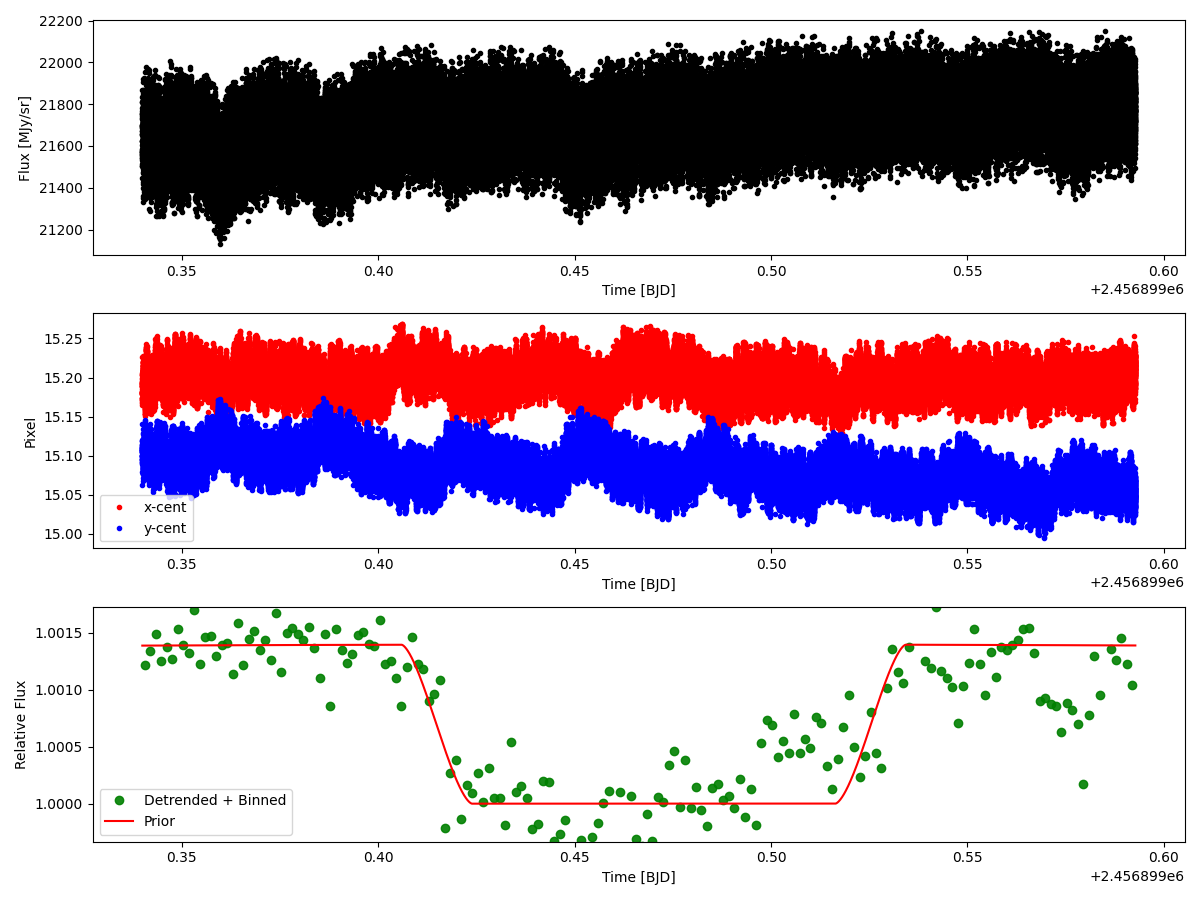 22200
22000
21800
21600
21400
21200
Flux [MJy/sr]
0.35 0.40 0.45 0.50 0.55 0.60
Time [BJD]
+2.456899e6
15.25
15.20
15.15
15.10
15.05
15.00
Pixel
x-cent
y-cent
0.35 0.40 0.45 0.50 0.55 0.60
Time [BJD]
+2.456899e6
1.0015
1.0010
1.0005
1.0000
Relative Flux
Detrended + Binned
Prior
0.35 0.40 0.45 0.50 0.55 0.60
Time [BJD]
+2.456899e6